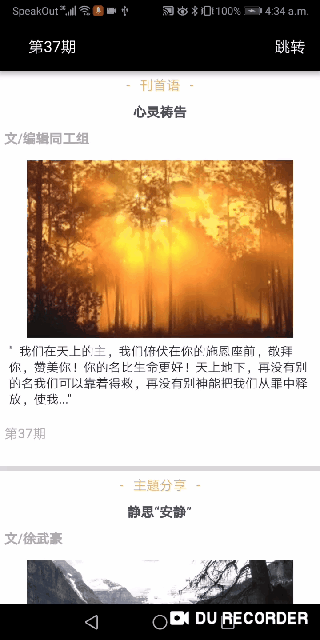 SpeakOut 100% 4:34 a.m.
第37期 跳转
- 刊首语 -
心灵祷告
文/编辑同工组
" 我们在天上的主，我们俯伏在你的施恩座前，敬拜
你，赞美你！你的名比生命更好！天上地下，再没有别
的名我们可以靠着得救，再没有别神能把我们从罪中释
放，使我..."
第37期
- 主题分享 -
静思“安静”
文/徐武豪
DU RECORDER